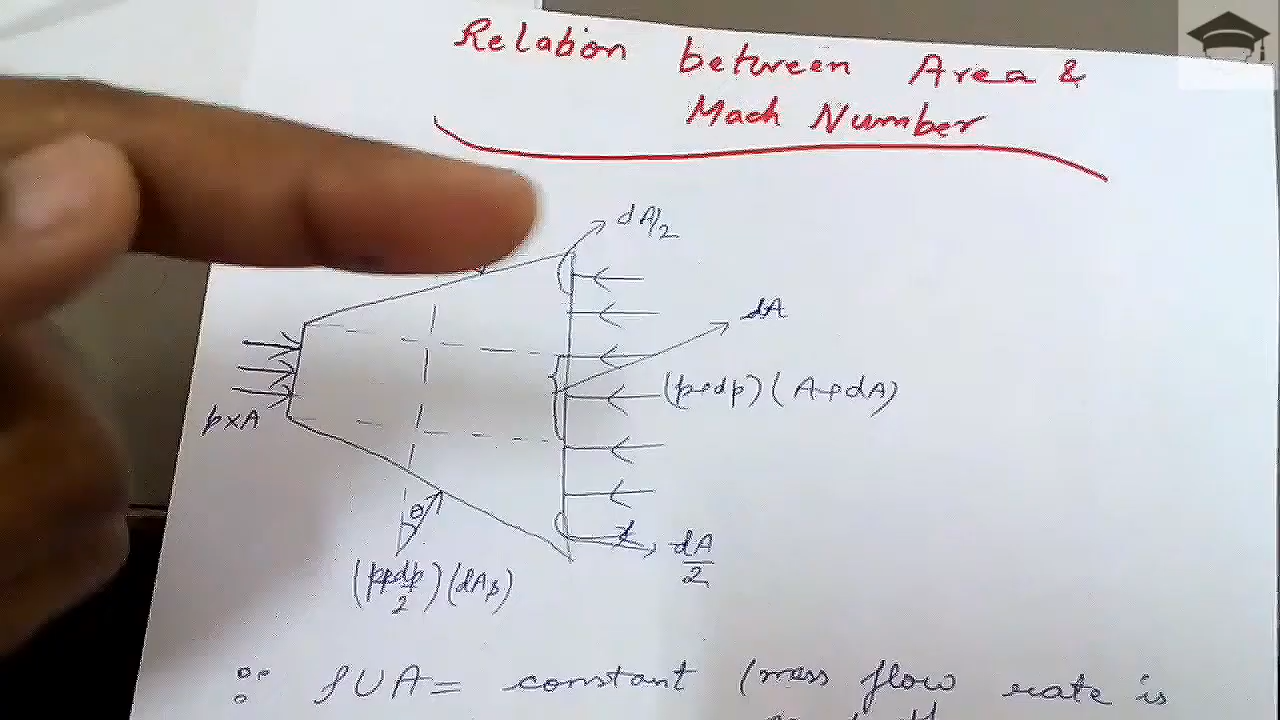 Relation between Area &
Mach Number
dA/2
dA
p×A
(p+dp)(A+dA)
θ
dA/2
(p+dp/2)(dAs)
∵ ρUA = constant (mass flow rate is